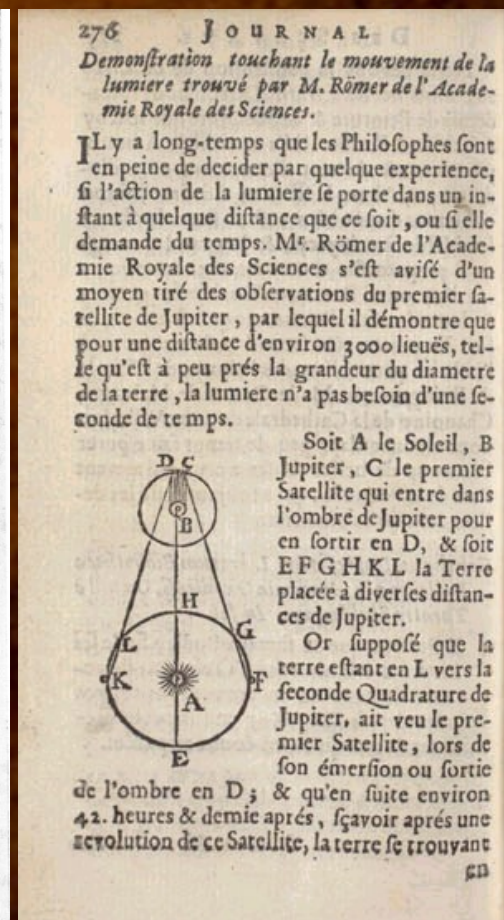 276 JOURNAL
Demonſtration touchant le mouvement de la
lumiere trouvé par M. Römer de l'Acade-
mie Royale des Sciences.
IL y a long-temps que les Philoſophes ſont
en peine de decider par quelque experience,
ſi l'action de la lumiere ſe porte dans un in-
ſtant à quelque diſtance que ce ſoit, ou ſi elle
demande du temps. Mr. Römer de l'Acade-
mie Royale des Sciences s'eſt aviſé d'un
moyen tiré des obſervations du premier ſa-
tellite de Jupiter, par lequel il démontre que
pour une diſtance d'environ 3000 lieuës, tel-
le qu'eſt à peu prés la grandeur du diametre
de la terre, la lumiere n'a pas beſoin d'une ſe-
conde de temps.
Soit A le Soleil, B
Jupiter, C le premier
Satellite qui entre dans
l'ombre de Jupiter pour
en ſortir en D, & ſoit
E F G H K L la Terre
placée à diverſes diſtan-
ces de Jupiter.
Or ſuppoſé que la
terre eſtant en L vers la
ſeconde Quadrature de
Jupiter, ait veu le pre-
mier Satellite, lors de
ſon émerſion ou ſortie
de l'ombre en D; & qu'en ſuite environ
42. heures & demie aprés, ſçavoir aprés une
revolution de ce Satellite, la terre ſe trouvant
en
D C
B
H
G
L
K
F
A
E